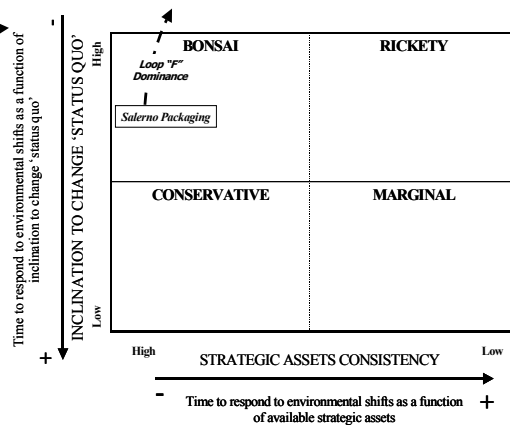 -
Time to respond to environmental shifts as a function of
inclination to change ‘status quo’
+
INCLINATION TO CHANGE ‘STATUS QUO’
High
Low
BONSAI
RICKETY
Loop "F"
Dominance
Salerno Packaging
CONSERVATIVE
MARGINAL
High
STRATEGIC ASSETS CONSISTENCY
Low
-
Time to respond to environmental shifts as a function
of available strategic assets
+